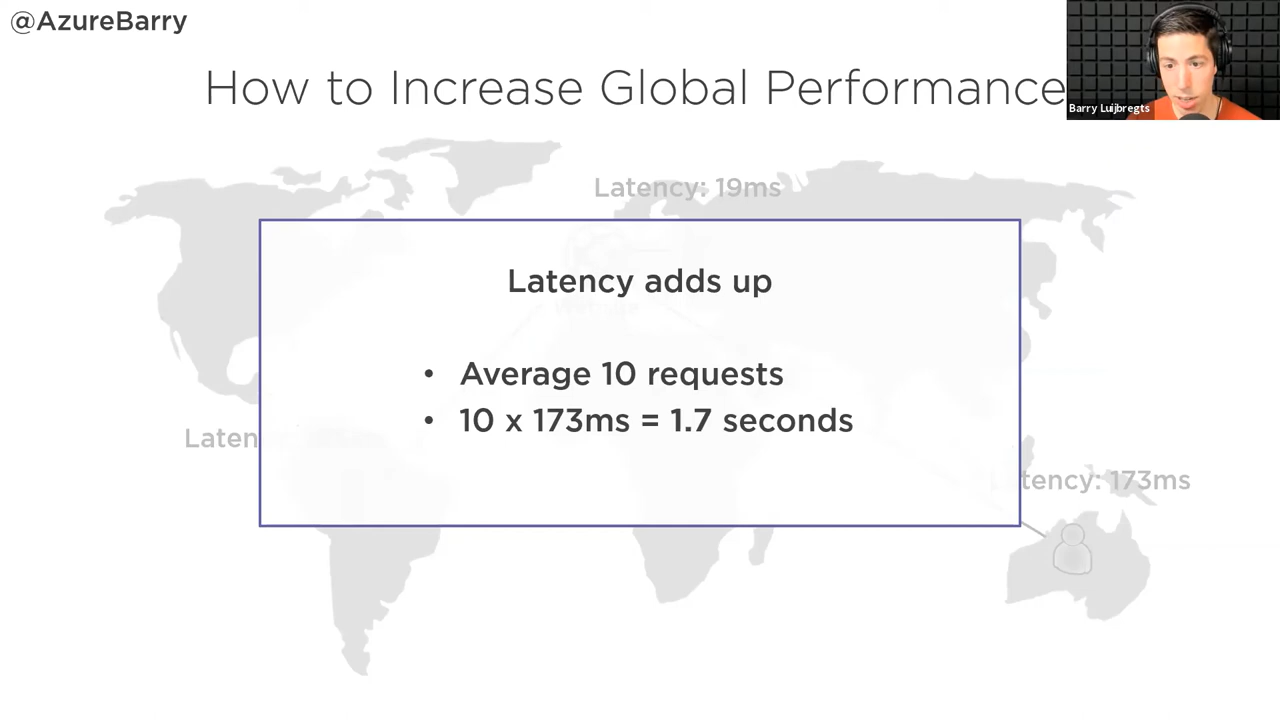 @AzureBarry
How to Increase Global Performance
Barry Luijbregts
Latency: 19ms
Latency adds up
• Average 10 requests
• 10 x 173ms = 1.7 seconds
Laten
tency: 173ms